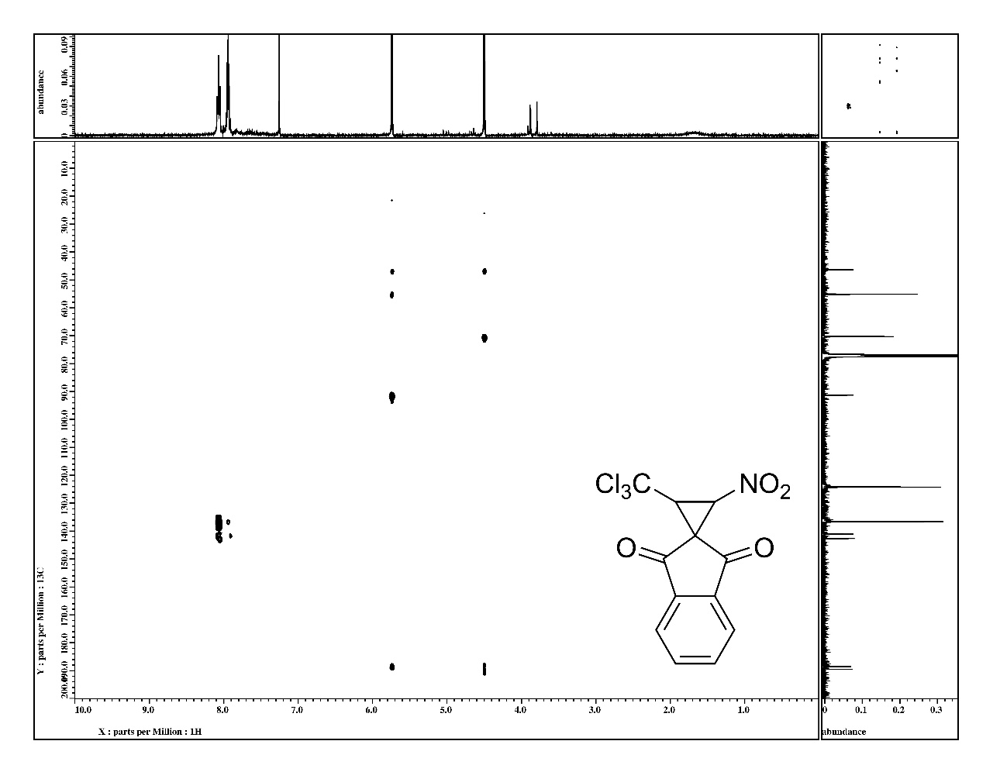 abundance
0 0.03 0.06 0.09
Y : parts per Million : 13C
10.0 20.0 30.0 40.0 50.0 60.0 70.0 80.0 90.0 100.0 110.0 120.0 130.0 140.0 150.0 160.0 170.0 180.0 190.0 200.0
Cl3C NO2
O O
10.0 9.0 8.0 7.0 6.0 5.0 4.0 3.0 2.0 1.0
X : parts per Million : 1H
0 0.1 0.2 0.3
abundance